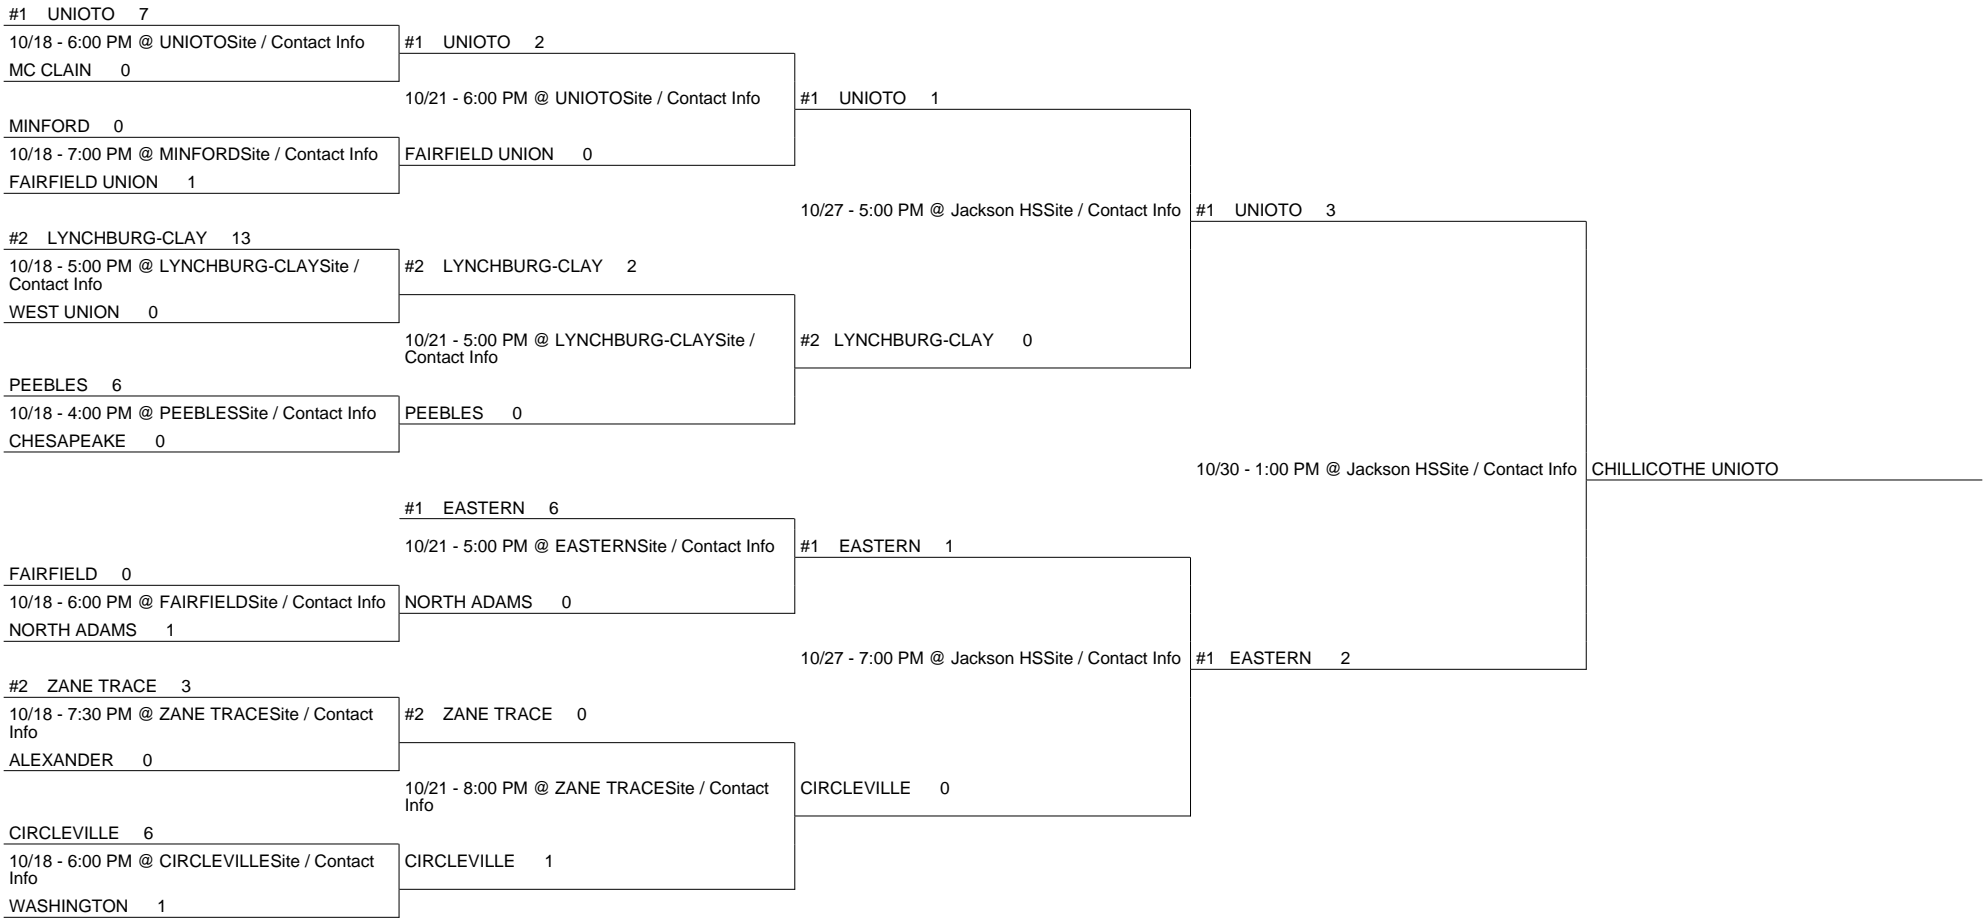 #1 UNIOTO 7
10/18 - 6:00 PM @ UNIOTOSite / Contact Info
MC CLAIN 0
MINFORD 0
10/18 - 7:00 PM @ MINFORDSite / Contact Info
FAIRFIELD UNION 1
#2 LYNCHBURG-CLAY 13
10/18 - 5:00 PM @ LYNCHBURG-CLAYSite /
Contact Info
WEST UNION 0
PEEBLES 6
10/18 - 4:00 PM @ PEEBLESSite / Contact Info
CHESAPEAKE 0
FAIRFIELD 0
10/18 - 6:00 PM @ FAIRFIELDSite / Contact Info
NORTH ADAMS 1
#2 ZANE TRACE 3
10/18 - 7:30 PM @ ZANE TRACESite / Contact
Info
ALEXANDER 0
CIRCLEVILLE 6
10/18 - 6:00 PM @ CIRCLEVILLESite / Contact
Info
WASHINGTON 1
#1 UNIOTO 2
10/21 - 6:00 PM @ UNIOTOSite / Contact Info
FAIRFIELD UNION 0
#2 LYNCHBURG-CLAY 2
10/21 - 5:00 PM @ LYNCHBURG-CLAYSite /
Contact Info
PEEBLES 0
#1 EASTERN 6
10/21 - 5:00 PM @ EASTERNSite / Contact Info
NORTH ADAMS 0
#2 ZANE TRACE 0
10/21 - 8:00 PM @ ZANE TRACESite / Contact
Info
CIRCLEVILLE 1
#1 UNIOTO 1
10/27 - 5:00 PM @ Jackson HSSite / Contact Info
#2 LYNCHBURG-CLAY 0
#1 EASTERN 1
10/27 - 7:00 PM @ Jackson HSSite / Contact Info
CIRCLEVILLE 0
#1 UNIOTO 3
10/30 - 1:00 PM @ Jackson HSSite / Contact Info
#1 EASTERN 2
CHILLICOTHE UNIOTO